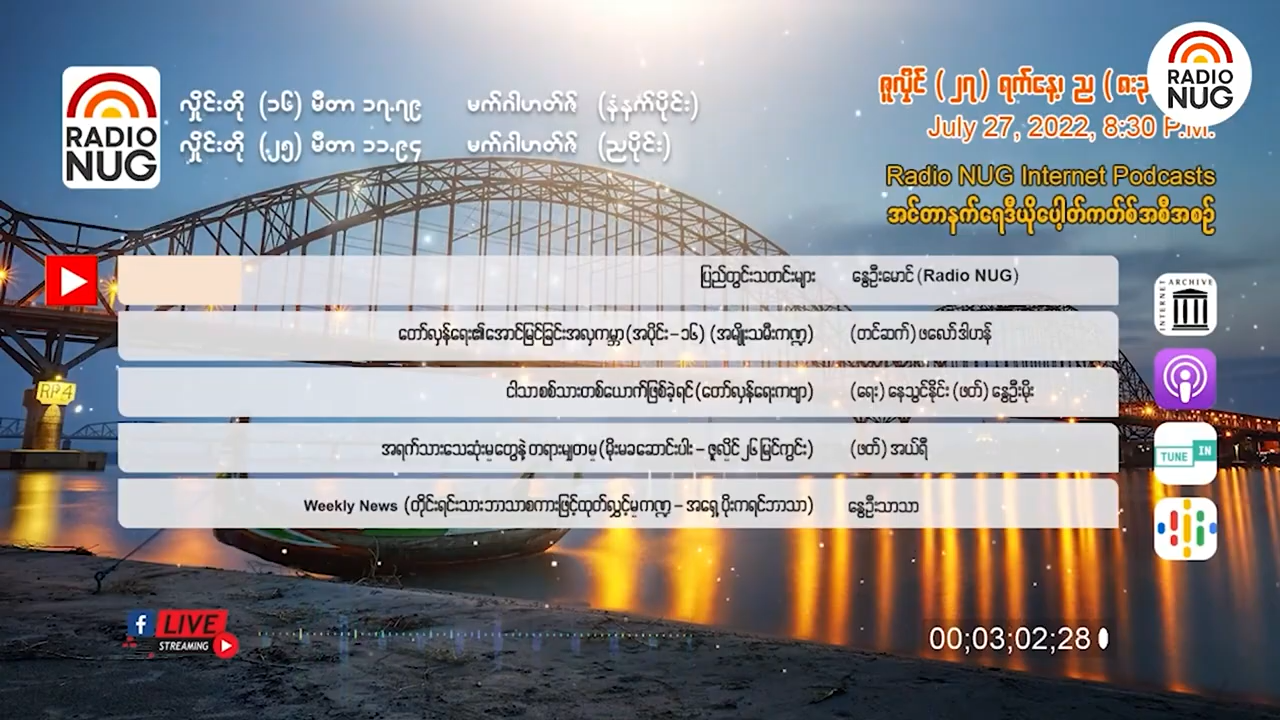 RADIO
NUG
လှိုင်းတို (၁၆) မီတာ ၁၇.၇၉ မက်ဂါဟတ်ဇ် (နံနက်ပိုင်း)
လှိုင်းတို (၂၅) မီတာ ၁၁.၉၄ မက်ဂါဟတ်ဇ် (ညပိုင်း)
ဇူလိုင် (၂၇) ရက်နေ့၊ ည (၈:၃
RADIO
NUG
July 27, 2022, 8:30 P.M.
Radio NUG Internet Podcasts
အင်တာနက်ရေဒီယိုပေါ့တ်ကတ်စ်အစီအစဉ်
ပြည်တွင်းသတင်းများ နွေဦးမောင် (Radio NUG)
တော်လှန်ရေး၏အောင်မြင်ခြင်းအလှကမ္ဘာ (အပိုင်း – ၁၆) (အမျိုးသမီးကဏ္ဍ) (တင်ဆက်) ဖလော်ဒါဟန်
ငါသာစစ်သားတစ်ယောက်ဖြစ်ခဲ့ရင် (တော်လှန်ရေးကဗျာ) (ရေး) နေသွင်နိုင်း (ဖတ်) နွေဦးမိုး
အရက်သားသေဆုံးမှုတွေနဲ့ တရားမျှတမှု (မိုးမခဆောင်းပါး – ဇူလိုင် ၂၆ မြင်ကွင်း) (ဖတ်) အယ်ရီ
Weekly News (တိုင်းရင်းသားဘာသာစကားဖြင့်ထုတ်လွှင့်မှုကဏ္ဍ – အရှေ့ပိုးကရင်ဘာသာ) နွေဦးသာသာ
INTERNET ARCHIVE
TUNE IN
RP4
LIVE
STREAMING
00;03;02;28